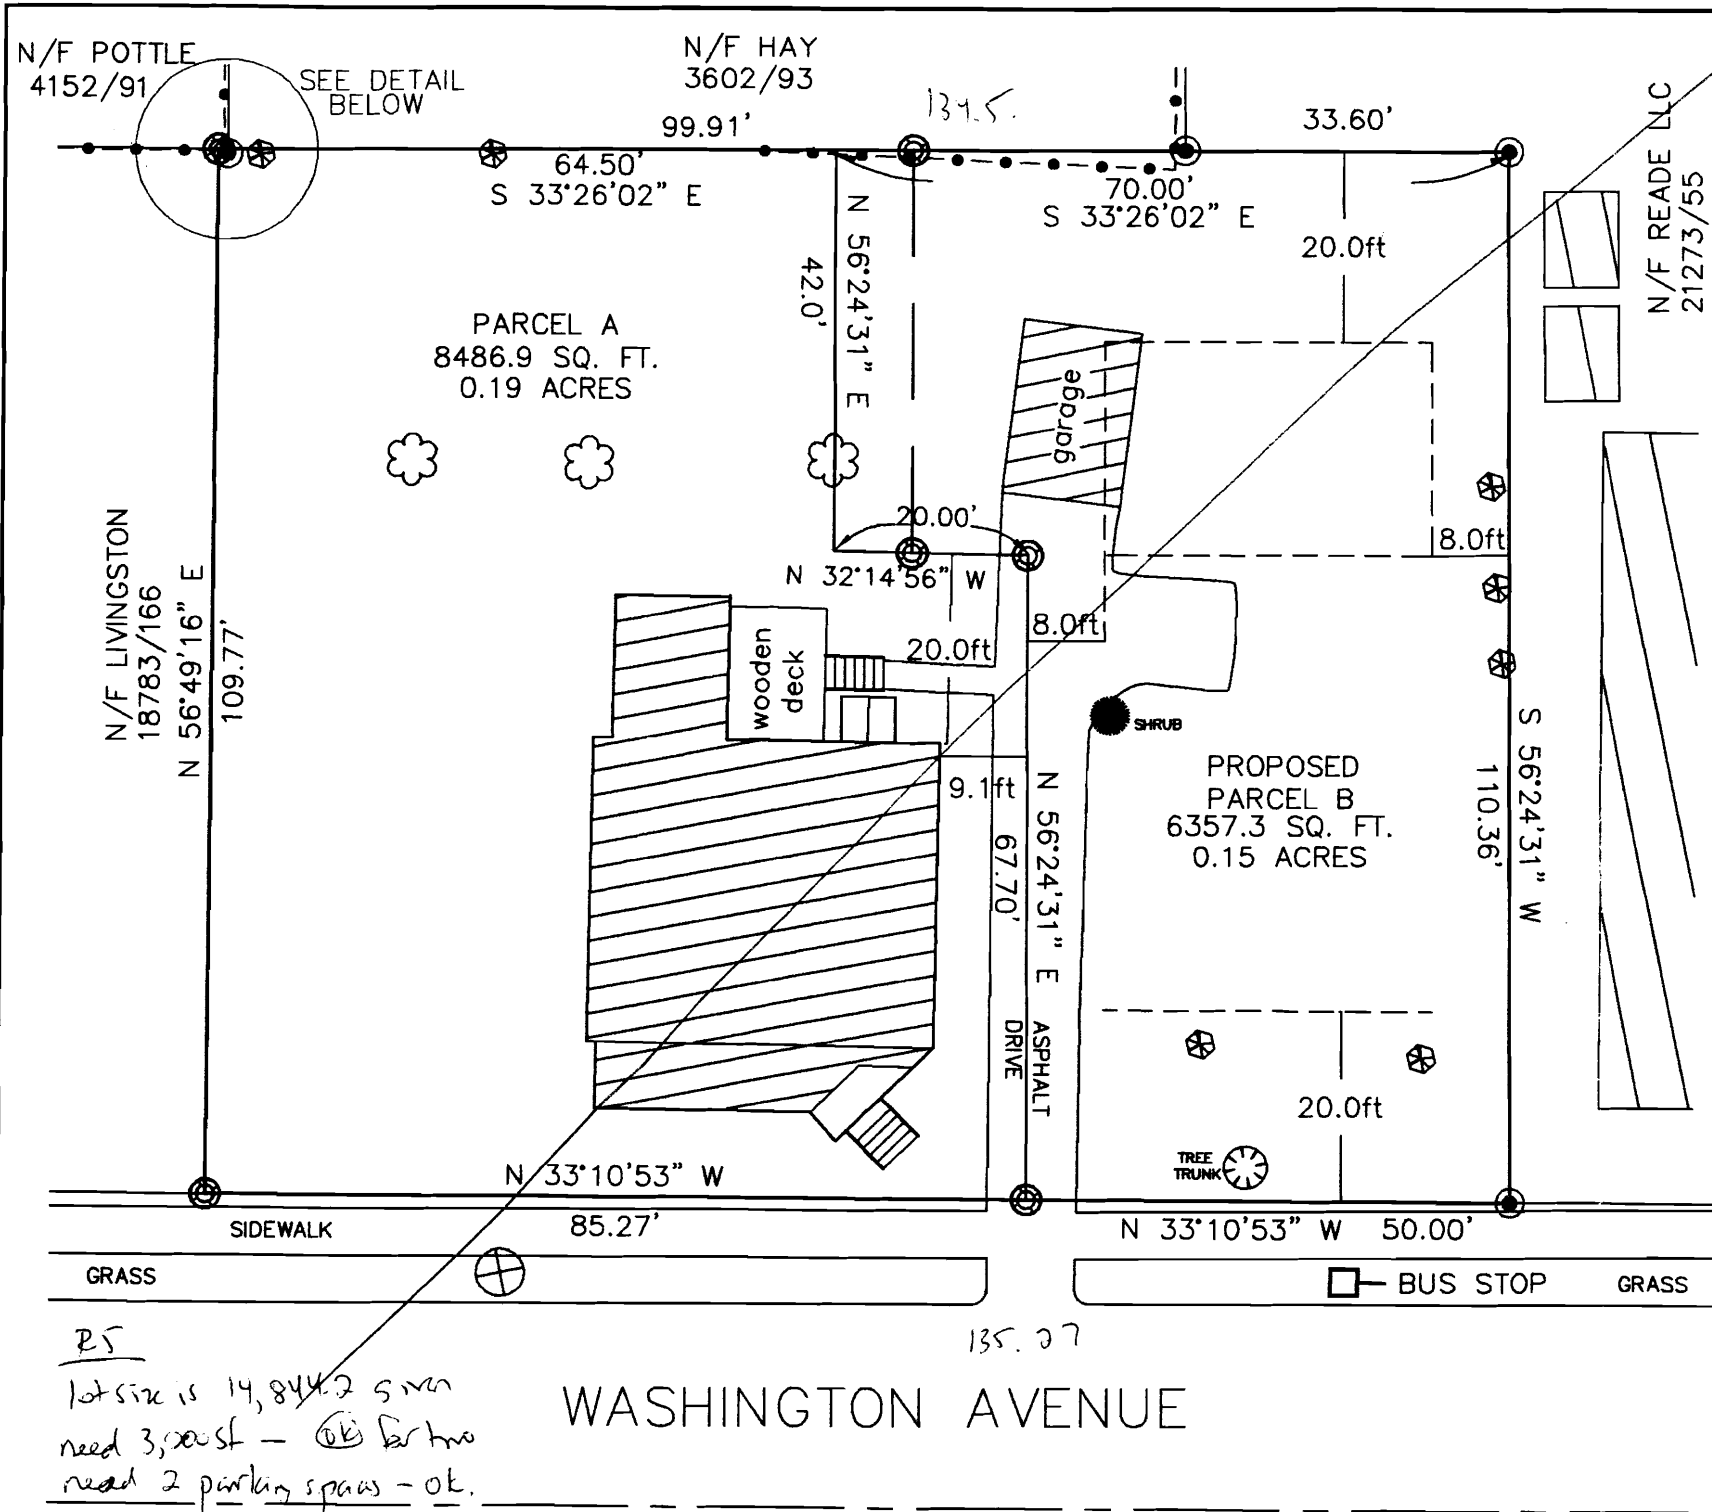 N/F POTTLE
4152/91
SEE DETAIL
BELOW
N/F HAY
3602/93
134.5.
99.91'
33.60'
64.50'
S 33°26'02" E
70.00'
S 33°26'02" E
N/F READE LLC
21273/55
N 56°24'31" E
42.0'
20.0ft
PARCEL A
8486.9 SQ. FT.
0.19 ACRES
garage
20.00'
N 32°14'56" W
8.0ft
N/F LIVINGSTON
18783/166
N 56°49'16" E
109.77'
wooden
deck
20.0ft
8.0ft
SHRUB
9.1ft
N 56°24'31" E
67.70'
PROPOSED
PARCEL B
6357.3 SQ. FT.
0.15 ACRES
S 56°24'31" W
110.36'
ASPHALT
DRIVE
20.0ft
TREE
TRUNK
N 33°10'53" W
85.27'
N 33°10'53" W 50.00'
SIDEWALK
GRASS
BUS STOP
GRASS
135.27
R5
lot size is 14,844.2 given
need 3,000 sf - OK for two
need 2 parking spaces - ok.
WASHINGTON AVENUE